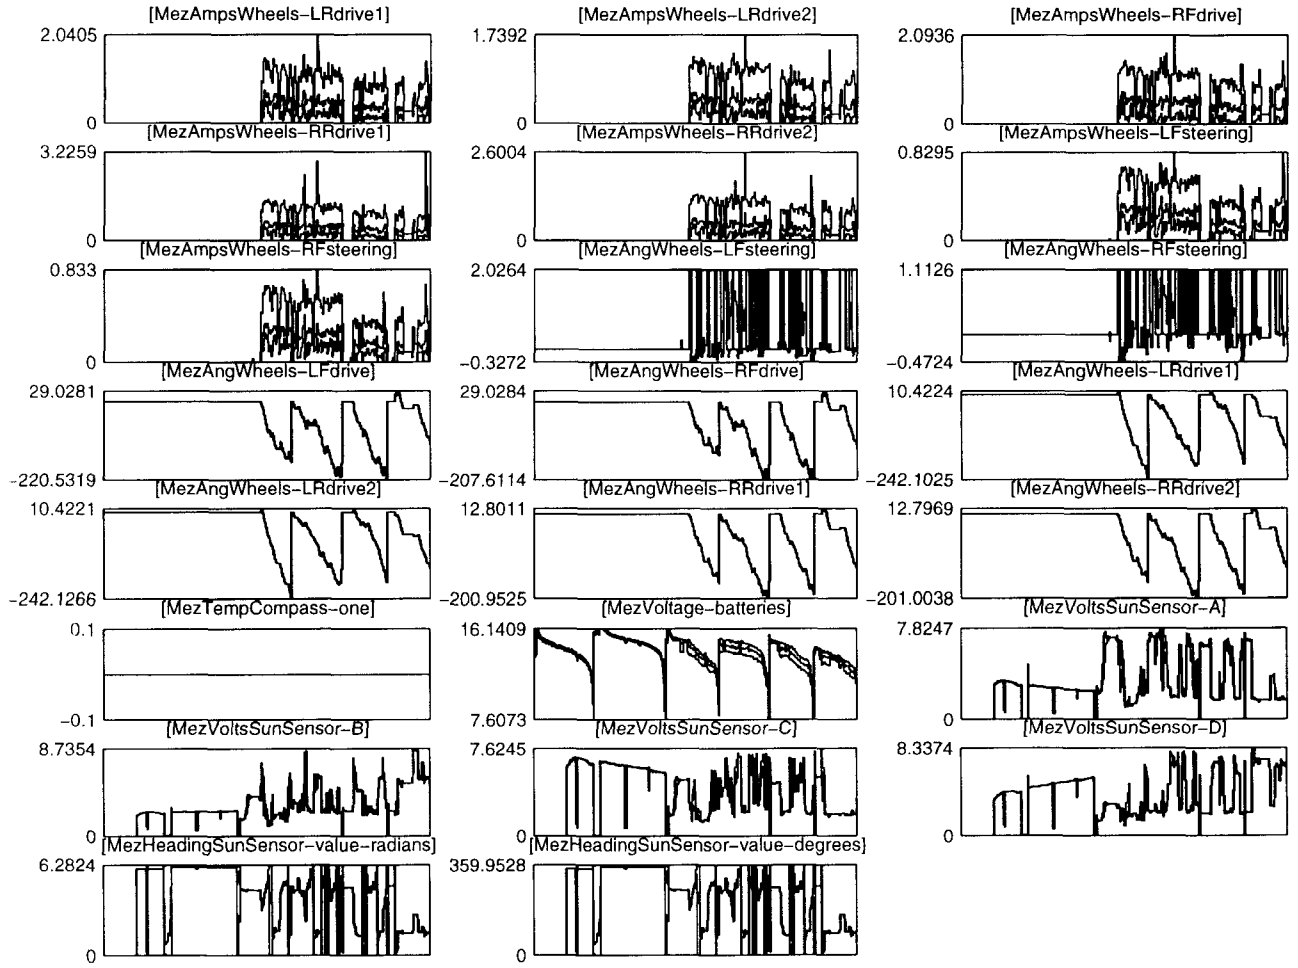 [MezAmpsWheels-LRdrive1] [MezAmpsWheels-LRdrive2] [MezAmpsWheels-RFdrive]
2.0405 1.7392 2.0936
0 0 0
[MezAmpsWheels-RRdrive1] [MezAmpsWheels-RRdrive2] [MezAmpsWheels-LFsteering]
3.2259 2.6004 0.8295
0 0 0
[MezAmpsWheels-RFsteering] [MezAngWheels-LFsteering] [MezAngWheels-RFsteering]
0.833 2.0264 1.1126
0 -0.3272 -0.4724
[MezAngWheels-LFdrive} [MezAngWheels-RFdrive] [MezAngWheels-LRdrive1]
29.0281 29.0284 10.4224
-220.5319 -207.6114 -242.1025
[MezAngWheels-LRdrive2] [MezAngWheels-RRdrive1] [MezAngWheels-RRdrive2]
10.4221 12.8011 12.7969
-242.1266 -200.9525 -201.0038
[MezTempCompass-one] [MezVoltage-batteries] [MezVoltsSunSensor-A]
0.1 16.1409 7.8247
-0.1 7.6073 0
[MezVoltsSunSensor-B] [MezVoltsSunSensor-C] [MezVoltsSunSensor-D]
8.7354 7.6245 8.3374
0 0 0
[MezHeadingSunSensor-value-radians] [MezHeadingSunSensor-value-degrees}
6.2824 359.9528
0 0